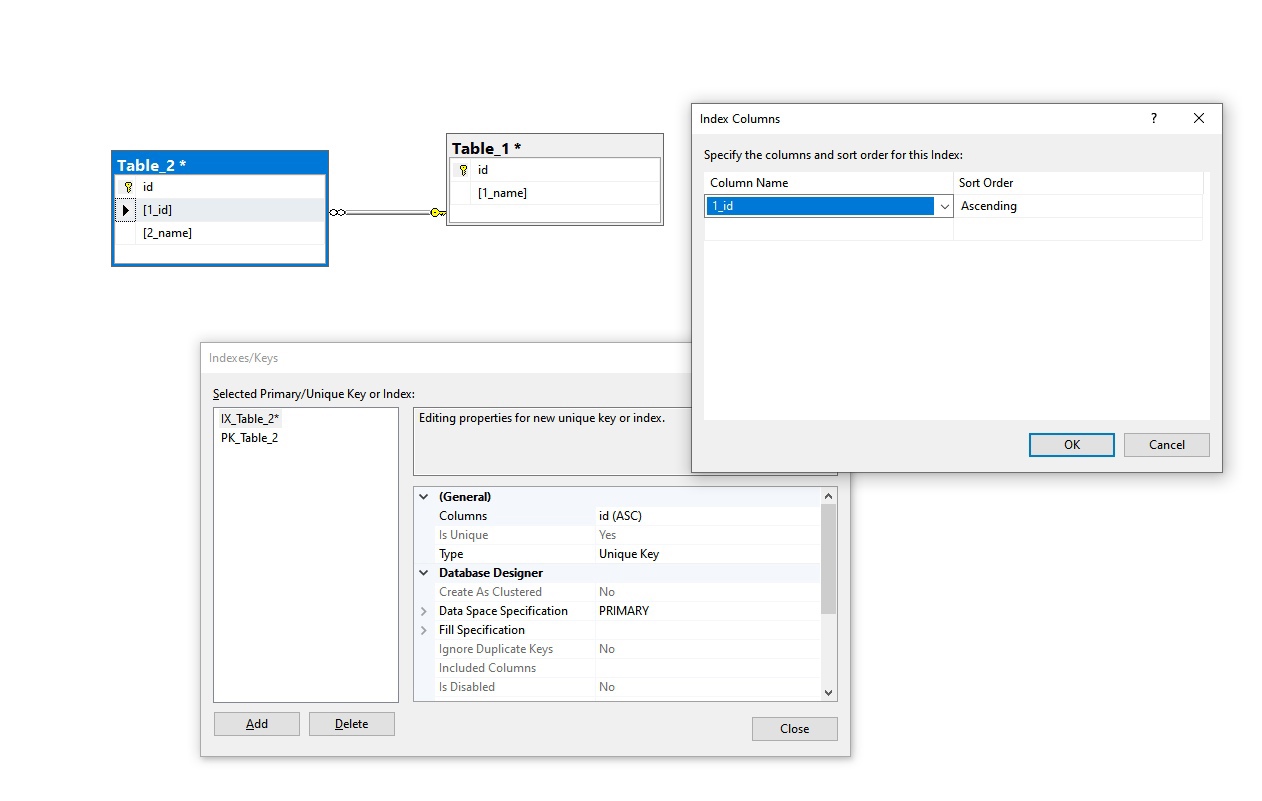 Table_2 *
id
[1_id]
[2_name]
Table_1 *
id
[1_name]
Index Columns
?
Specify the columns and sort order for this Index:
Column Name Sort Order
1_id Ascending
OK Cancel
Indexes/Keys
Selected Primary/Unique Key or Index:
IX_Table_2*
PK_Table_2
Editing properties for new unique key or index.
(General)
Columns id (ASC)
Is Unique Yes
Type Unique Key
Database Designer
Create As Clustered No
Data Space Specification PRIMARY
Fill Specification
Ignore Duplicate Keys No
Included Columns
Is Disabled No
Add Delete
Close